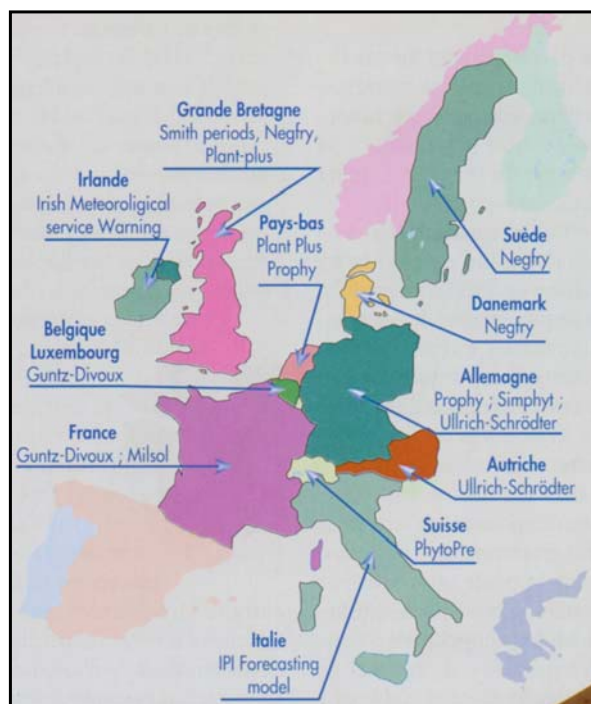 Grande Bretagne
Smith periods, Negfry,
Plant-plus
Irlande
Irish Meteoroligical
service Warning
Pays-bas
Plant Plus
Prophy
Suède
Negfry
Danemark
Negfry
Belgique
Luxembourg
Guntz-Divoux
Allemagne
Prophy ; Simphyt ;
Ullrich-Schrödter
France
Guntz-Divoux ; Milsol
Autriche
Ullrich-Schrödter
Suisse
PhytoPre
Italie
IPI Forecasting
model